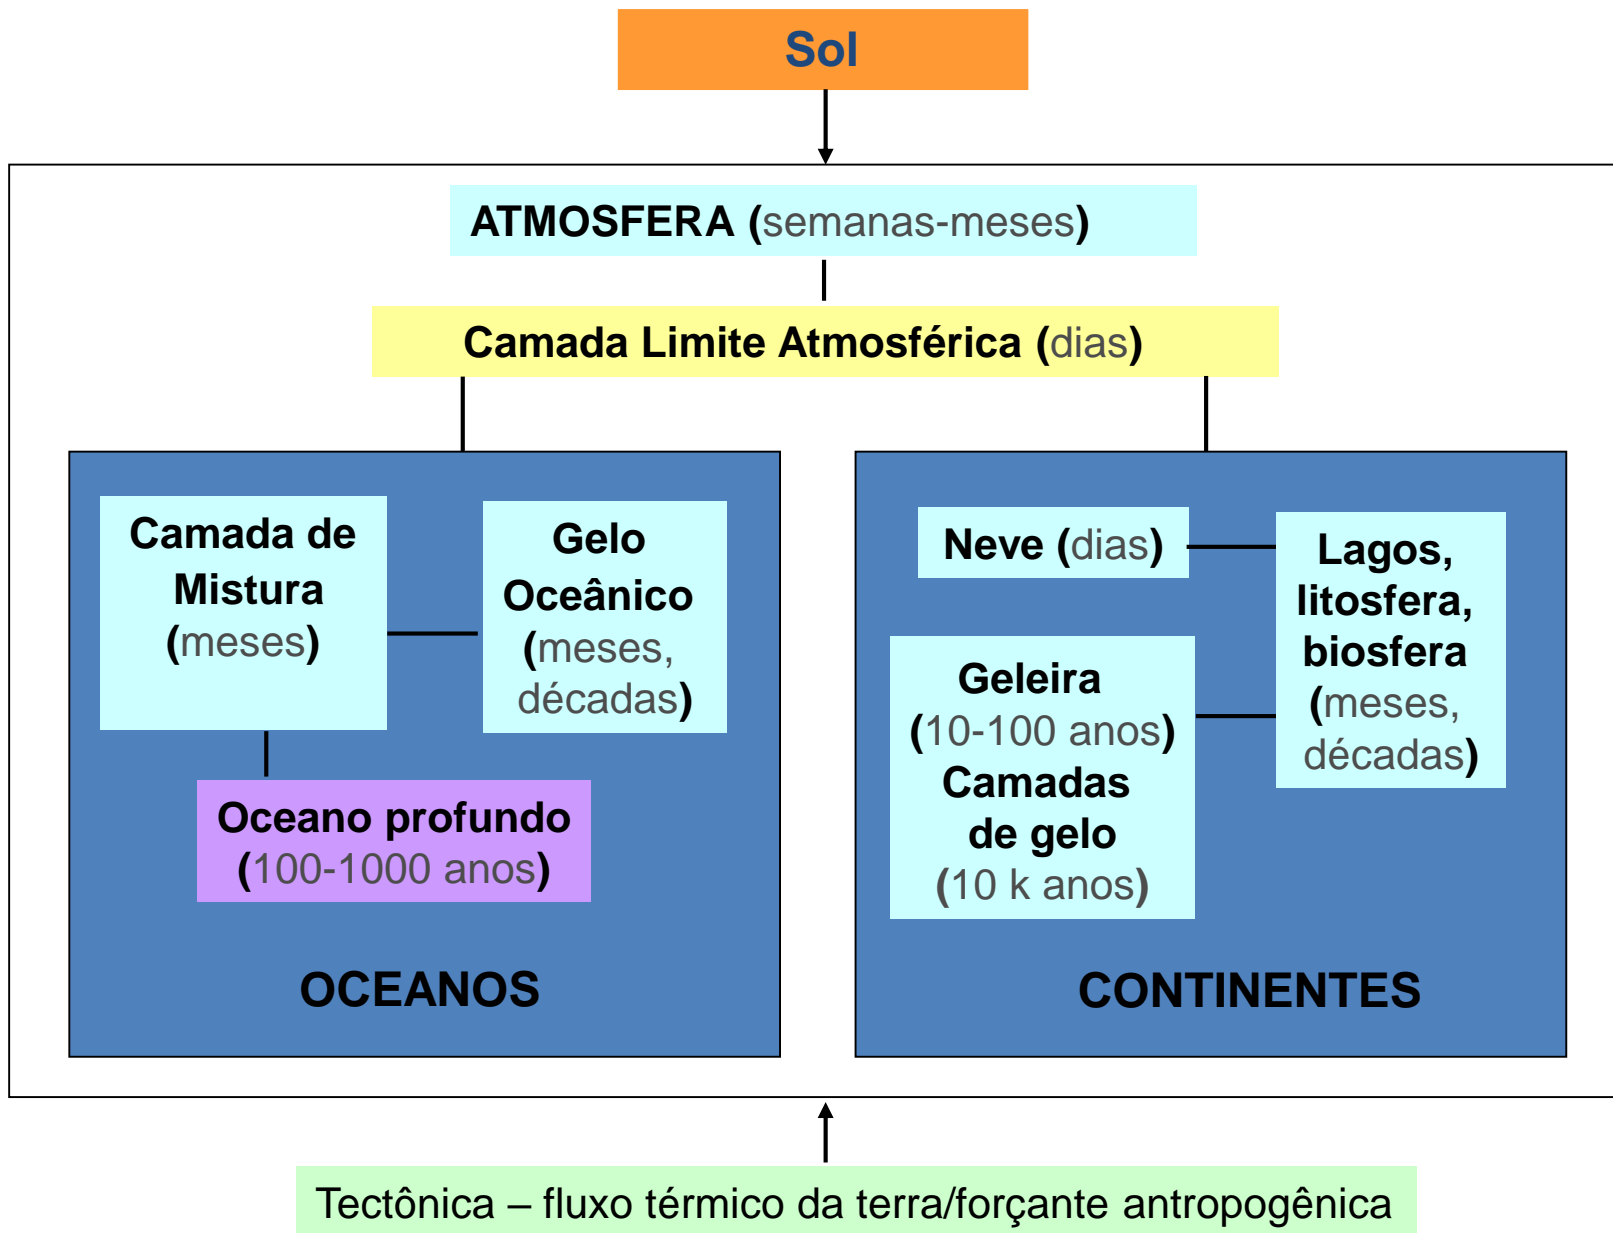 Sol
ATMOSFERA (semanas-meses)
Camada Limite Atmosférica (dias)
Camada de
Mistura
(meses)
Gelo
Oceânico
(meses,
décadas)
Oceano profundo
(100-1000 anos)
OCEANOS
Neve (dias)
Lagos,
litosfera,
biosfera
(meses,
décadas)
Geleira
(10-100 anos)
Camadas
de gelo
(10 k anos)
CONTINENTES
Tectônica – fluxo térmico da terra/forçante antropogênica